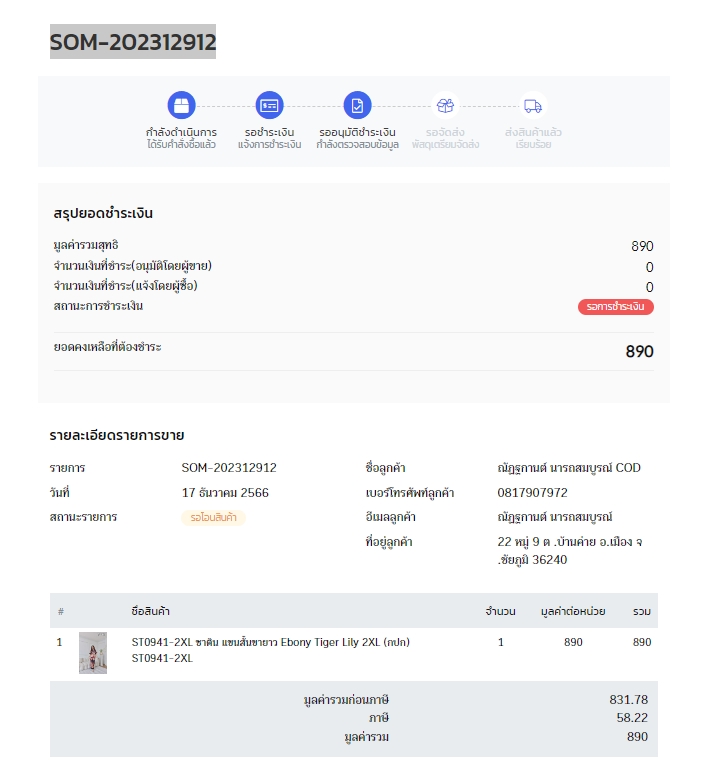 SOM-202312912
กำลังดำเนินการ
ได้รับคำสั่งซื้อแล้ว
รอชำระเงิน
แจ้งการชำระเงิน
รออนุมัติชำระเงิน
กำลังตรวจสอบข้อมูล
รอจัดส่ง
พัสดุเตรียมจัดส่ง
ส่งสินค้าแล้ว
เรียบร้อย
สรุปยอดชำระเงิน
มูลค่ารวมสุทธิ 890
จำนวนเงินที่ชำระ(อนุมัติโดยผู้ขาย) 0
จำนวนเงินที่ชำระ(แจ้งโดยผู้ซื้อ) 0
สถานะการชำระเงิน รอการชำระเงิน
ยอดคงเหลือที่ต้องชำระ 890
รายละเอียดรายการขาย
รายการ SOM-202312912 ชื่อลูกค้า ณัฏฐกานต์ นารถสมบูรณ์ COD
วันที่ 17 ธันวาคม 2566 เบอร์โทรศัพท์ลูกค้า 0817907972
สถานะรายการ รอโอนสินค้า อีเมลลูกค้า ณัฏฐกานต์ นารถสมบูรณ์
ที่อยู่ลูกค้า 22 หมู่ 9 ต .บ้านค่าย อ.เมือง จ
.ชัยภูมิ 36240
# ชื่อสินค้า จำนวน มูลค่าต่อหน่วย รวม
1 ST0941-2XL ซาติน แขนสั้นขายาว Ebony Tiger Lily 2XL (กปก) 1 890 890
ST0941-2XL
มูลค่ารวมก่อนภาษี 831.78
ภาษี 58.22
มูลค่ารวม 890